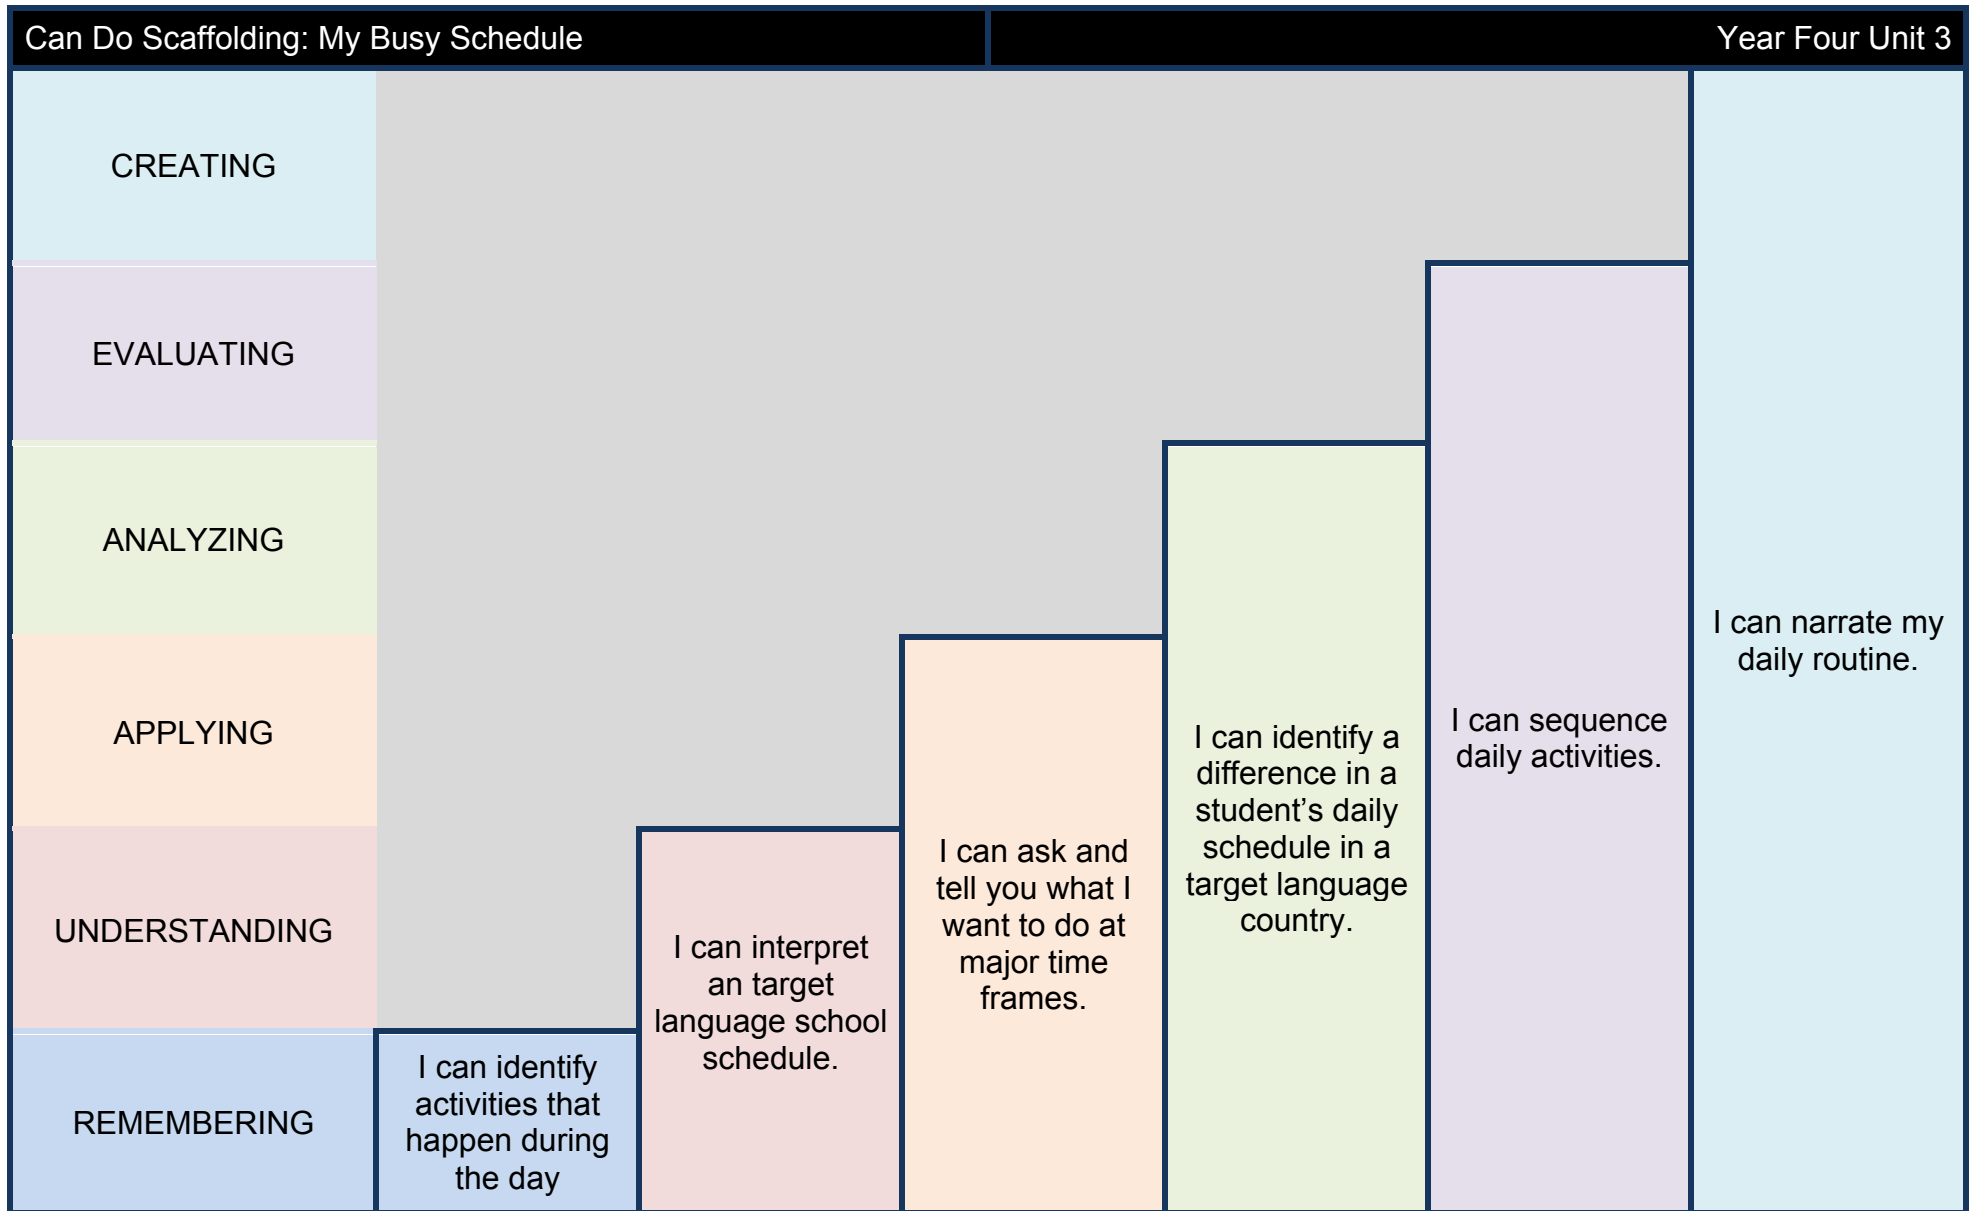 Can Do Scaffolding: My Busy Schedule
Year Four Unit 3
CREATING
EVALUATING
ANALYZING
APPLYING
UNDERSTANDING
REMEMBERING
I can identify
activities that
happen during
the day
I can interpret
an target
language school
schedule.
I can ask and
tell you what I
want to do at
major time
frames.
I can identify a
difference in a
student’s daily
schedule in a
target language
country.
I can sequence
daily activities.
I can narrate my
daily routine.